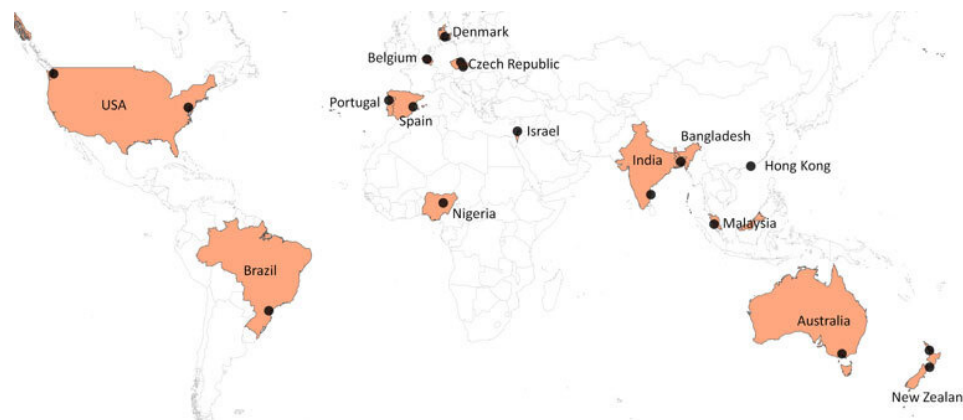 Denmark
Belgium
Czech Republic
USA
Portugal
Spain
Israel
Bangladesh
India
Hong Kong
Nigeria
Malaysia
Brazil
Australia
New Zealan